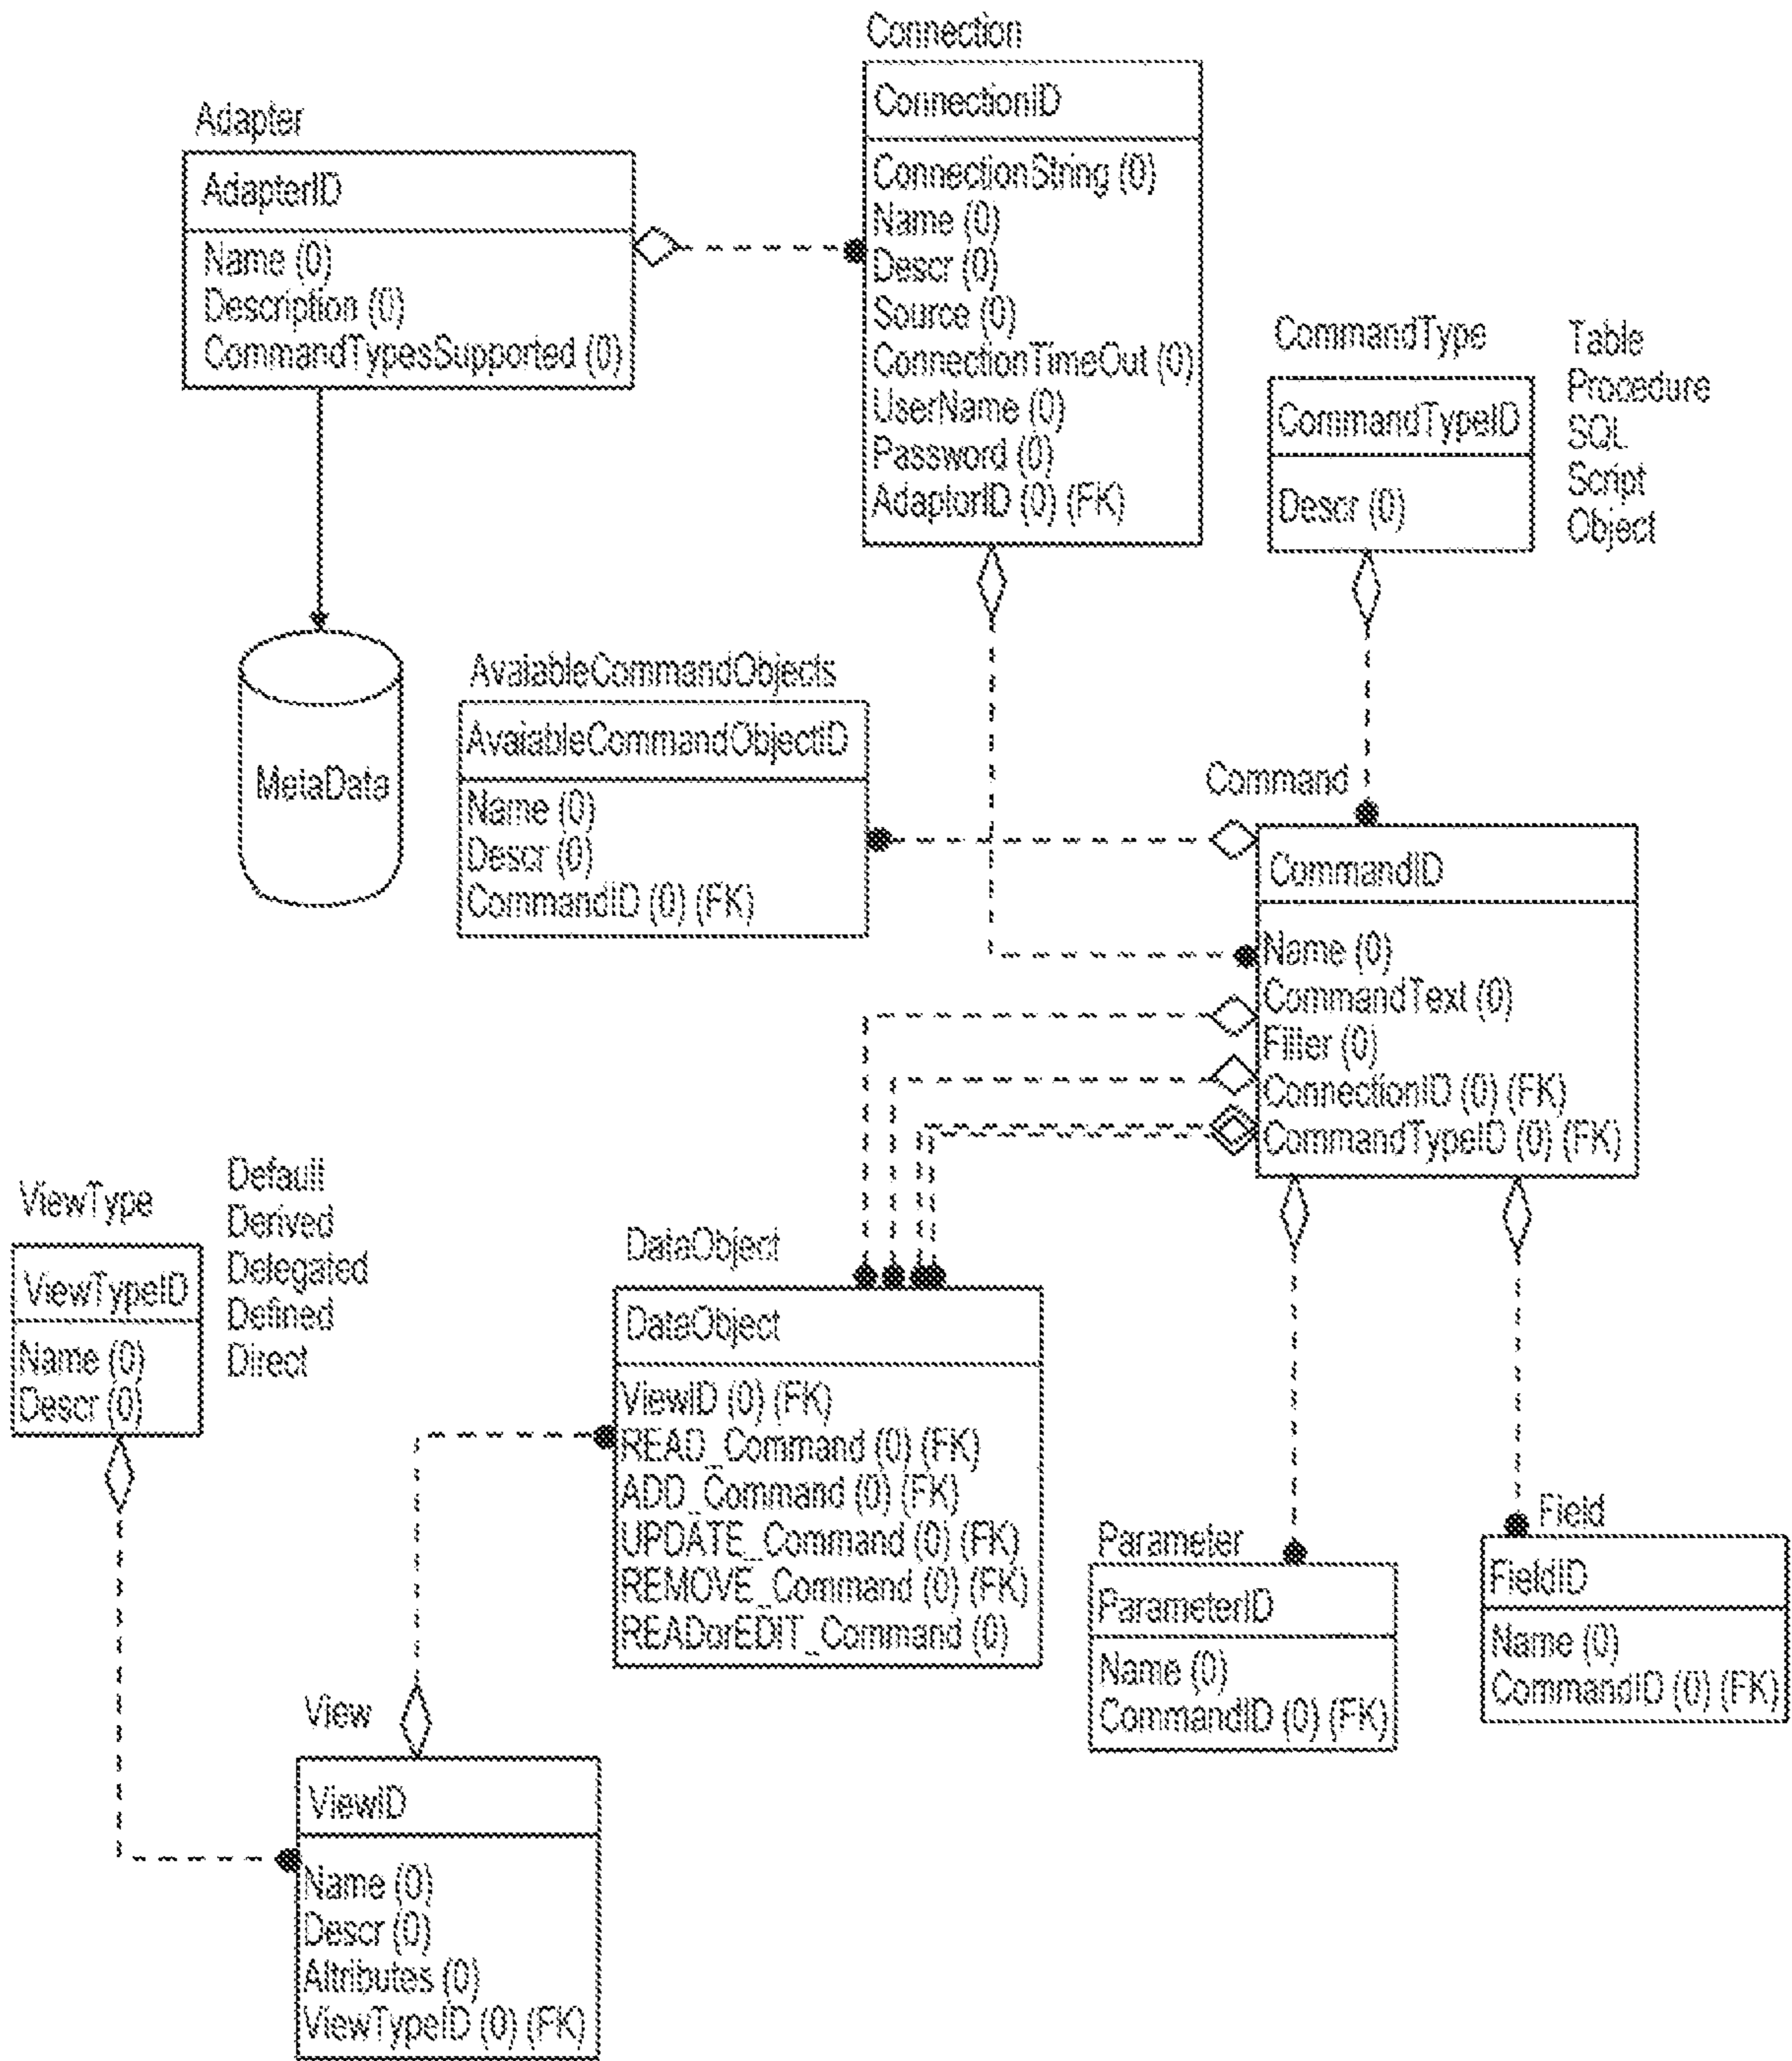 Connection
ConnectionID
ConnectionString (0)
Name (0)
Descr (0)
Source (0)
ConnectionTimeOut (0)
UserName (0)
Password (0)
AdaptorID (0) (FK)
Adapter
AdapterID
Name (0)
Description (0)
CommandTypesSupported (0)
CommandType
CommandTypeID
Descr (0)
Table
Procedure
SQL
Script
Object
MetaData
AvaiableCommandObjects
AvaiableCommandObjectID
Name (0)
Descr (0)
CommandID (0) (FK)
Command
CommandID
Name (0)
CommandText (0)
Filter (0)
ConnectionID (0) (FK)
CommandTypeID (0) (FK)
ViewType
ViewTypeID
Name (0)
Descr (0)
Default
Derived
Delegated
Defined
Direct
DataObject
DataObject
ViewID (0) (FK)
READ_Command (0) (FK)
ADD_Command (0) (FK)
UPDATE_Command (0) (FK)
REMOVE_Command (0) (FK)
READorEDIT_Command (0)
Parameter
ParameterID
Name (0)
CommandID (0) (FK)
Field
FieldID
Name (0)
CommandID (0) (FK)
View
ViewID
Name (0)
Descr (0)
Attributes (0)
ViewTypeID (0) (FK)